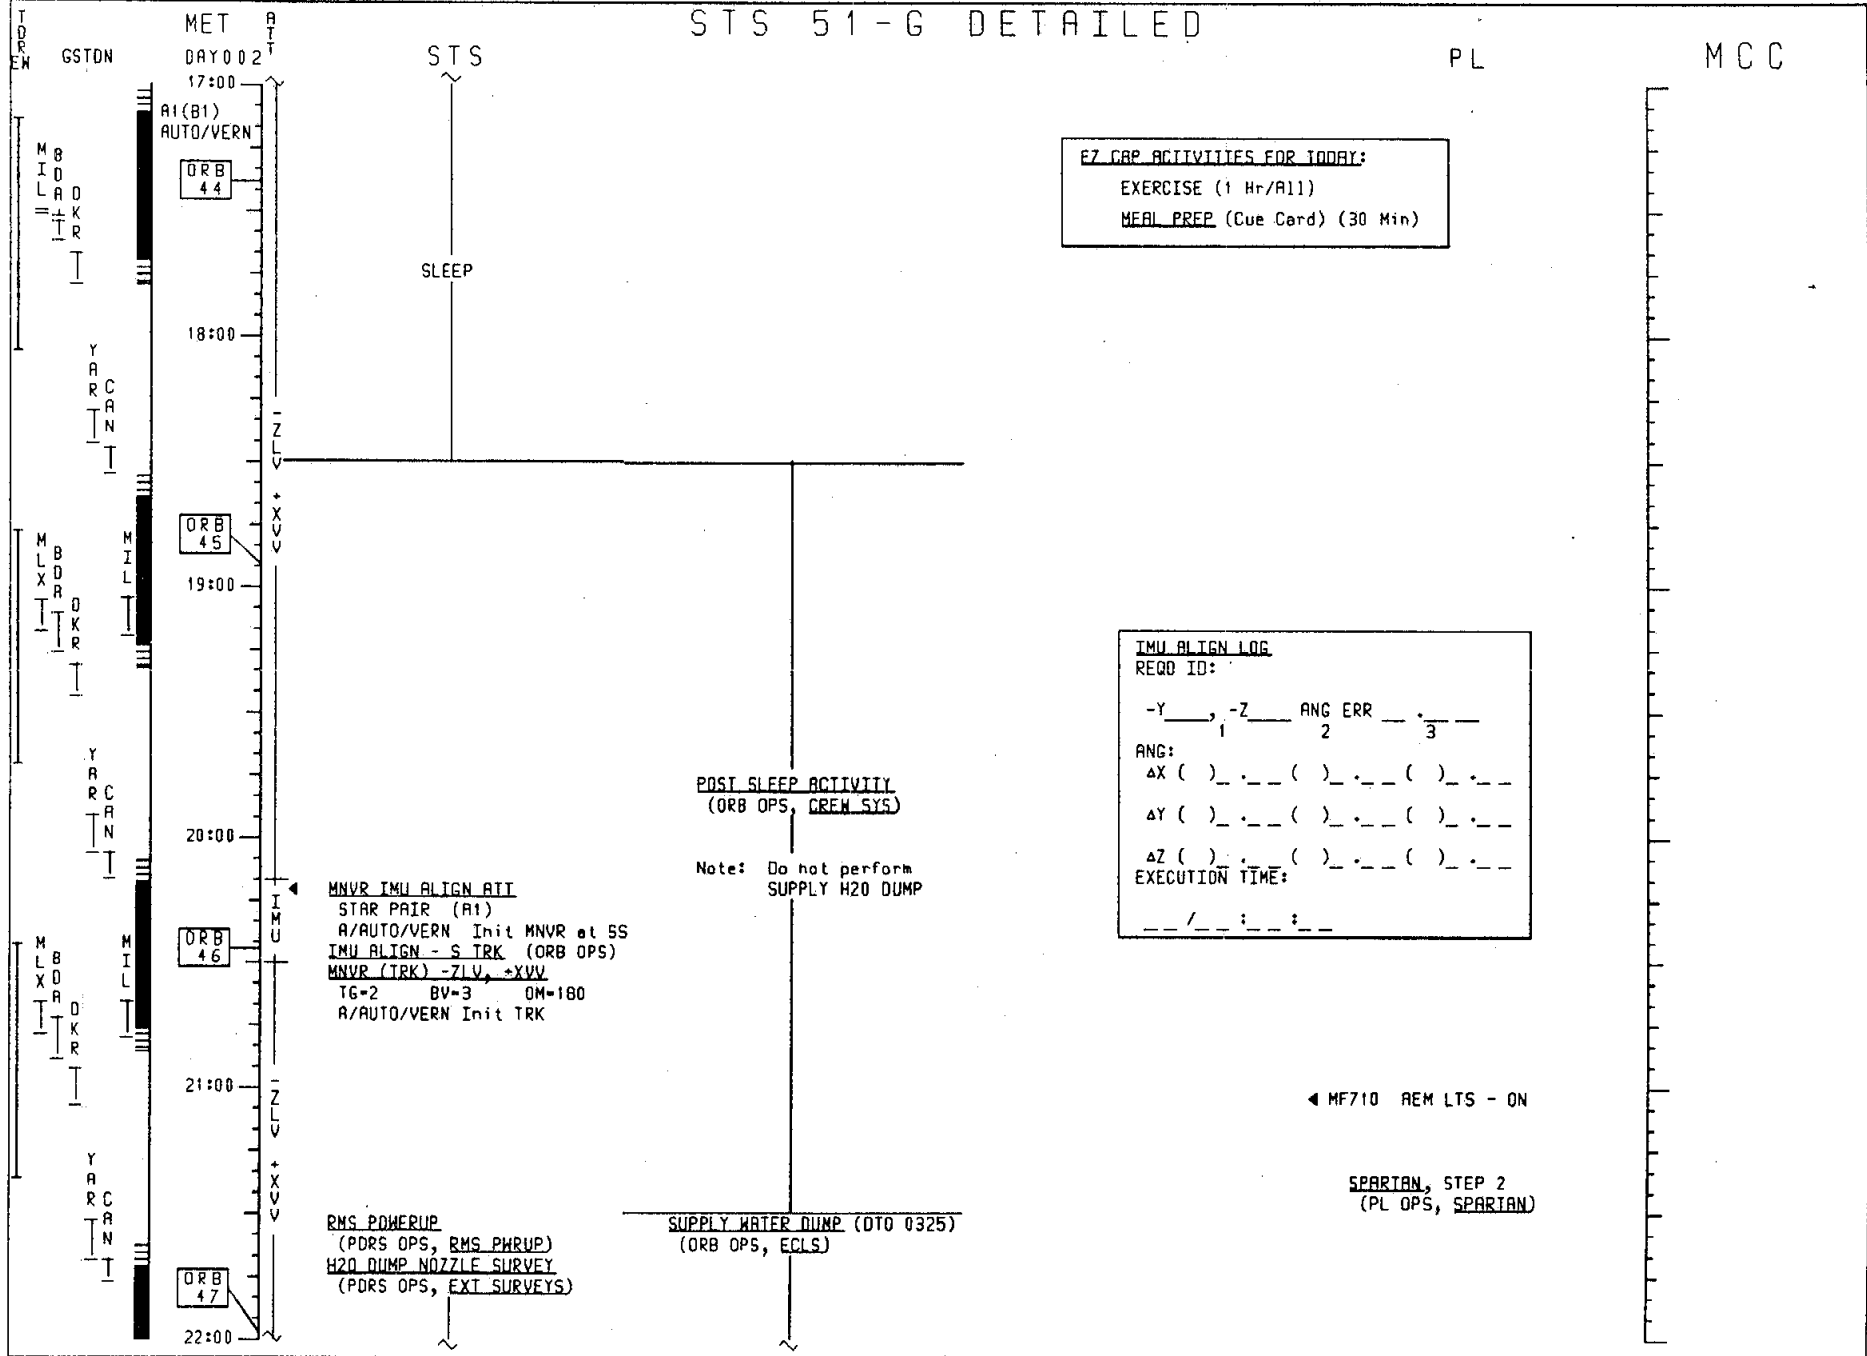 STS 51-G DETAILED
TDRE W
GSTDN
MET
DAY002
ATT
STS
PL
MCC
17:00
A1(B1)
AUTO/VERN
MIL
BDA
DKR
ORB
44
EZ CAP ACTIVITIES FOR TODAY:
EXERCISE (1 Hr/All)
MEAL PREP (Cue Card) (30 Min)
SLEEP
18:00
YAR
CAN
-ZLV +XVV
ORB
45
MLX
BDA
DKR
MIL
19:00
IMU ALIGN LOG
REQD ID:
-Y____, -Z____ ANG ERR __ .__ __
1 2 3
ANG:
ΔX ( )_ ._ _ ( )_ ._ _ ( )_ ._ _
ΔY ( )_ ._ _ ( )_ ._ _ ( )_ ._ _
ΔZ ( )_ ._ _ ( )_ ._ _ ( )_ ._ _
EXECUTION TIME:
_ _ /_ _ :_ _ :_ _
YAR
CAN
POST SLEEP ACTIVITY
(ORB OPS, CREW SYS)
20:00
Note: Do not perform
SUPPLY H2O DUMP
IMU
MNVR IMU ALIGN ATT
STAR PAIR (A1)
A/AUTO/VERN Init MNVR at SS
IMU ALIGN - S TRK (ORB OPS)
MNVR (TRK) -ZLV, +XVV
TG=2 BV=3 OM=180
A/AUTO/VERN Init TRK
ORB
46
MLX
BDA
DKR
MIL
21:00
-ZLV +XVV
◄ MF710 AEM LTS - ON
YAR
CAN
SPARTAN, STEP 2
(PL OPS, SPARTAN)
RMS POWERUP
(PDRS OPS, RMS PWRUP)
H2O DUMP NOZZLE SURVEY
(PDRS OPS, EXT SURVEYS)
SUPPLY WATER DUMP (DTO 0325)
(ORB OPS, ECLS)
ORB
47
22:00